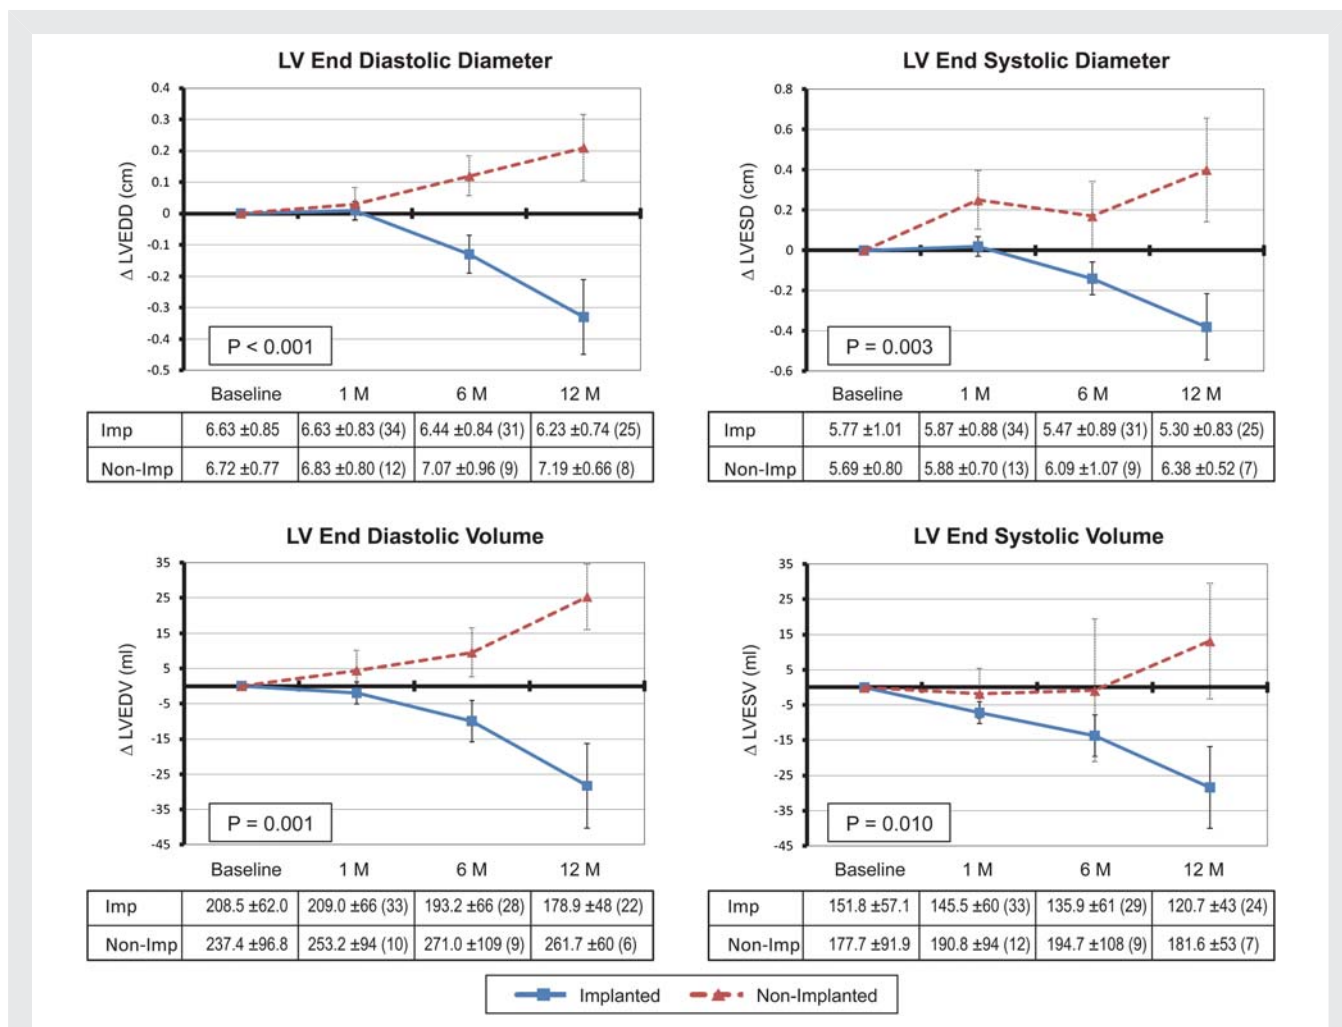 LV End Diastolic Diameter
0.4
0.3
0.2
0.1
0
-0.1
-0.2
-0.3
-0.4
-0.5
Δ LVEDD (cm)
P < 0.001
Baseline 1 M 6 M 12 M
Imp 6.63 ±0.85 6.63 ±0.83 (34) 6.44 ±0.84 (31) 6.23 ±0.74 (25)
Non-Imp 6.72 ±0.77 6.83 ±0.80 (12) 7.07 ±0.96 (9) 7.19 ±0.66 (8)
LV End Systolic Diameter
0.8
0.6
0.4
0.2
0
-0.2
-0.4
-0.6
Δ LVESD (cm)
P = 0.003
Baseline 1 M 6 M 12 M
Imp 5.77 ±1.01 5.87 ±0.88 (34) 5.47 ±0.89 (31) 5.30 ±0.83 (25)
Non-Imp 5.69 ±0.80 5.88 ±0.70 (13) 6.09 ±1.07 (9) 6.38 ±0.52 (7)
LV End Diastolic Volume
35
25
15
5
-5
-15
-25
-35
-45
Δ LVEDV (ml)
P = 0.001
Baseline 1 M 6 M 12 M
Imp 208.5 ±62.0 209.0 ±66 (33) 193.2 ±66 (28) 178.9 ±48 (22)
Non-Imp 237.4 ±96.8 253.2 ±94 (10) 271.0 ±109 (9) 261.7 ±60 (6)
LV End Systolic Volume
35
25
15
5
-5
-15
-25
-35
-45
Δ LVESV (ml)
P = 0.010
Baseline 1 M 6 M 12 M
Imp 151.8 ±57.1 145.5 ±60 (33) 135.9 ±61 (29) 120.7 ±43 (24)
Non-Imp 177.7 ±91.9 190.8 ±94 (12) 194.7 ±108 (9) 181.6 ±53 (7)
Implanted Non-Implanted